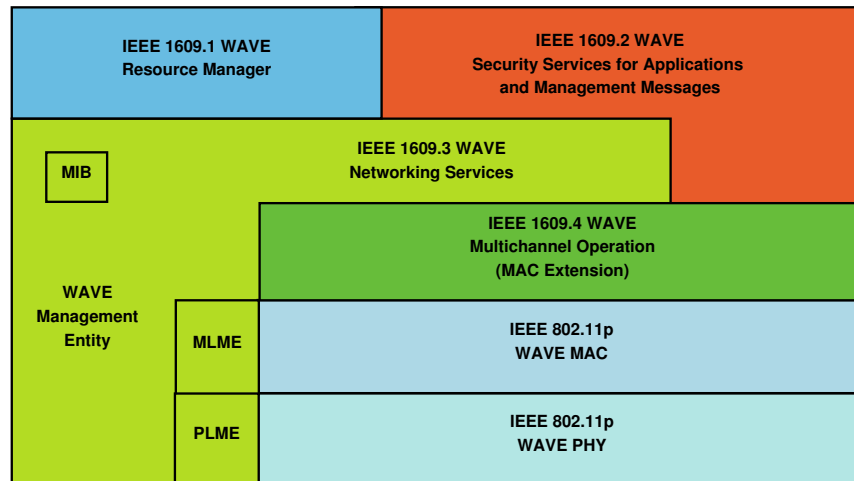 IEEE 1609.1 WAVE
Resource Manager
IEEE 1609.2 WAVE
Security Services for Applications
and Management Messages
IEEE 1609.3 WAVE
Networking Services
MIB
IEEE 1609.4 WAVE
Multichannel Operation
(MAC Extension)
WAVE
Management
Entity
MLME
IEEE 802.11p
WAVE MAC
PLME
IEEE 802.11p
WAVE PHY